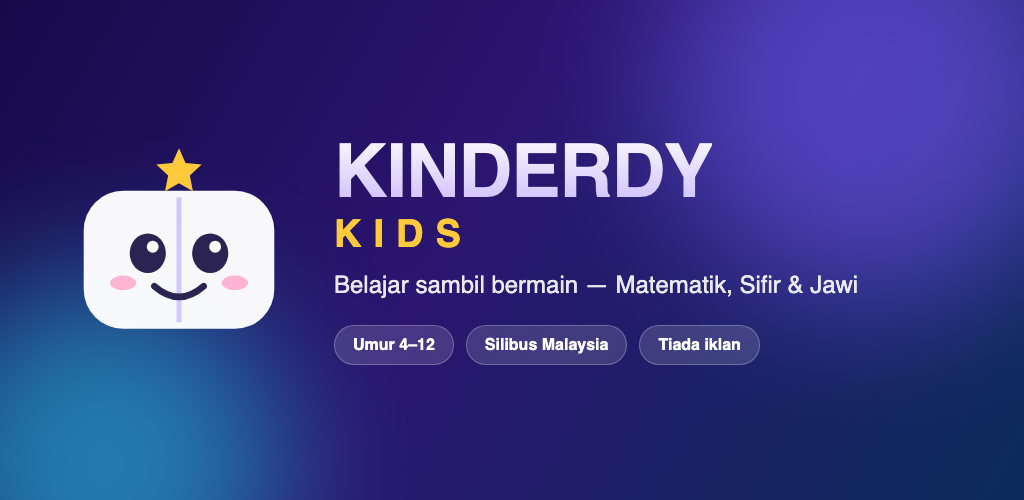 KINDERDY
KIDS
Belajar sambil bermain — Matematik, Sifir & Jawi
Umur 4–12 Silibus Malaysia Tiada iklan